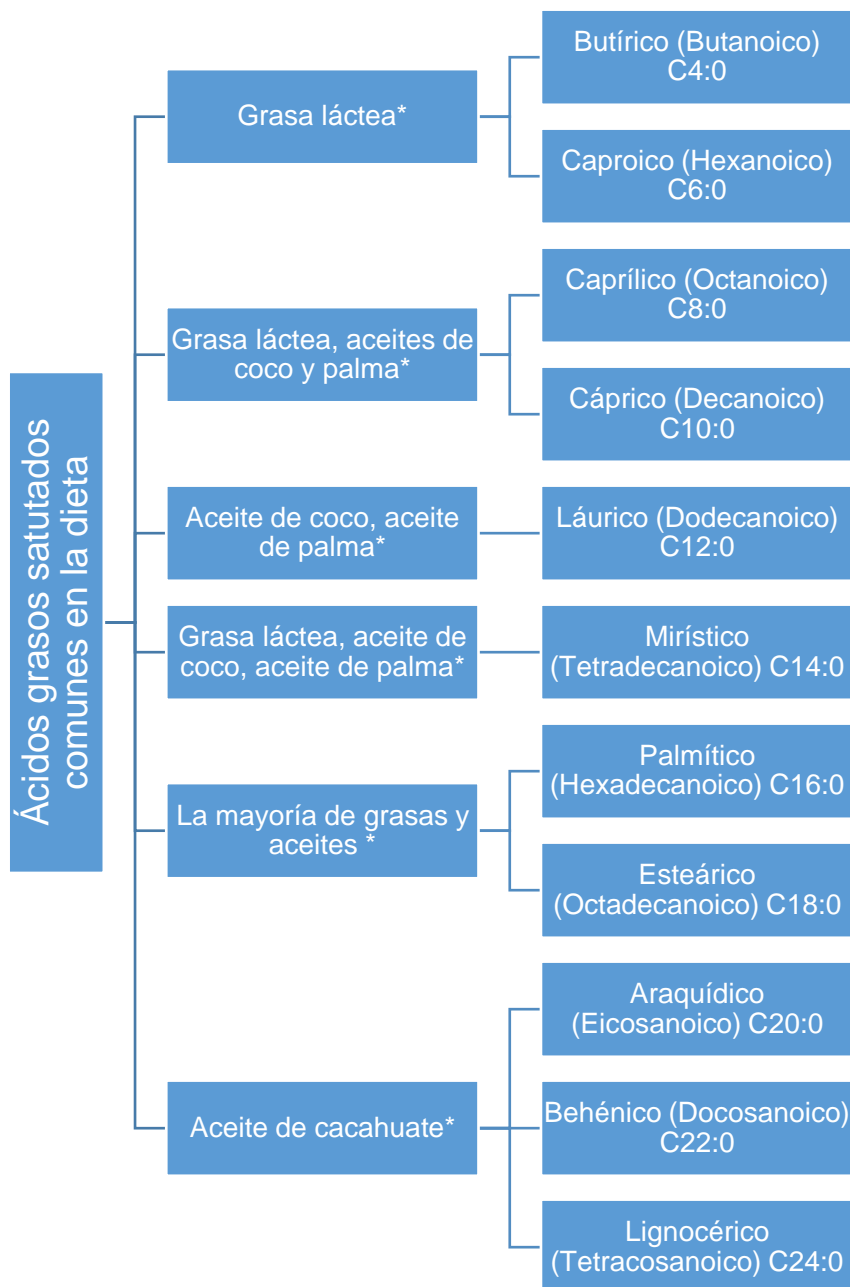 Ácidos grasos satutados
comunes en la dieta
Grasa láctea*
Butírico (Butanoico)
C4:0
Caproico (Hexanoico)
C6:0
Grasa láctea, aceites de
coco y palma*
Caprílico (Octanoico)
C8:0
Cáprico (Decanoico)
C10:0
Aceite de coco, aceite
de palma*
Láurico (Dodecanoico)
C12:0
Grasa láctea, aceite de
coco, aceite de palma*
Mirístico
(Tetradecanoico) C14:0
La mayoría de grasas y
aceites *
Palmítico
(Hexadecanoico) C16:0
Esteárico
(Octadecanoico) C18:0
Aceite de cacahuate*
Araquídico
(Eicosanoico) C20:0
Behénico (Docosanoico)
C22:0
Lignocérico
(Tetracosanoico) C24:0